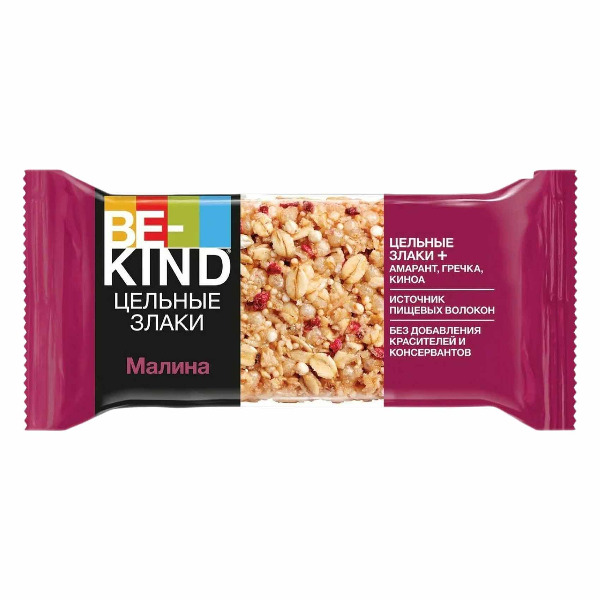 BE-
KIND
ЦЕЛЬНЫЕ
ЗЛАКИ
Малина
ЦЕЛЬНЫЕ
ЗЛАКИ +
АМАРАНТ, ГРЕЧКА,
КИНОА
ИСТОЧНИК
ПИЩЕВЫХ ВОЛОКОН
БЕЗ ДОБАВЛЕНИЯ
КРАСИТЕЛЕЙ И
КОНСЕРВАНТОВ